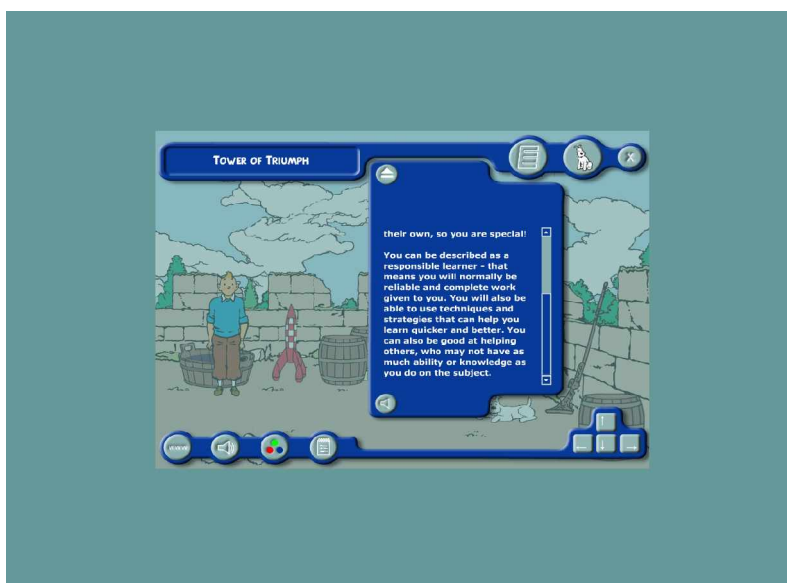 TOWER OF TRIUMPH
X
their own, so you are special!
You can be described as a
responsible learner - that
means you will normally be
reliable and complete work
given to you. You will also be
able to use techniques and
strategies that can help you
learn quicker and better. You
can also be good at helping
others, who may not have as
much ability or knowledge as
you do on the subject.